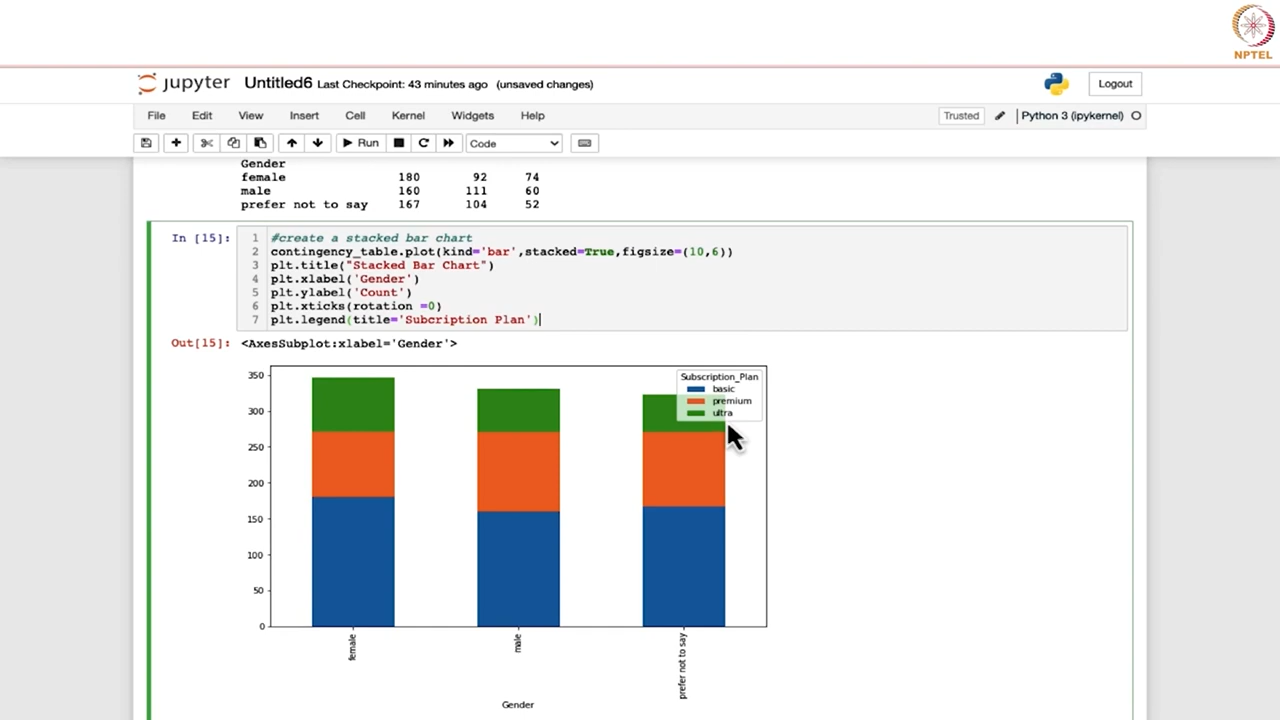 NPTEL
jupyter Untitled6 Last Checkpoint: 43 minutes ago (unsaved changes) Logout
File Edit View Insert Cell Kernel Widgets Help Trusted Python 3 (ipykernel)
Run Code
Gender
female 180 92 74
male 160 111 60
prefer not to say 167 104 52
In [15]: 1 #create a stacked bar chart
2 contingency_table.plot(kind='bar',stacked=True,figsize=(10,6))
3 plt.title("Stacked Bar Chart")
4 plt.xlabel('Gender')
5 plt.ylabel('Count')
6 plt.xticks(rotation =0)
7 plt.legend(title='Subcription Plan')
Out[15]: <AxesSubplot:xlabel='Gender'>
Subscription_Plan
basic
premium
ultra
350
300
250
200
150
100
50
0
female male prefer not to say
Gender